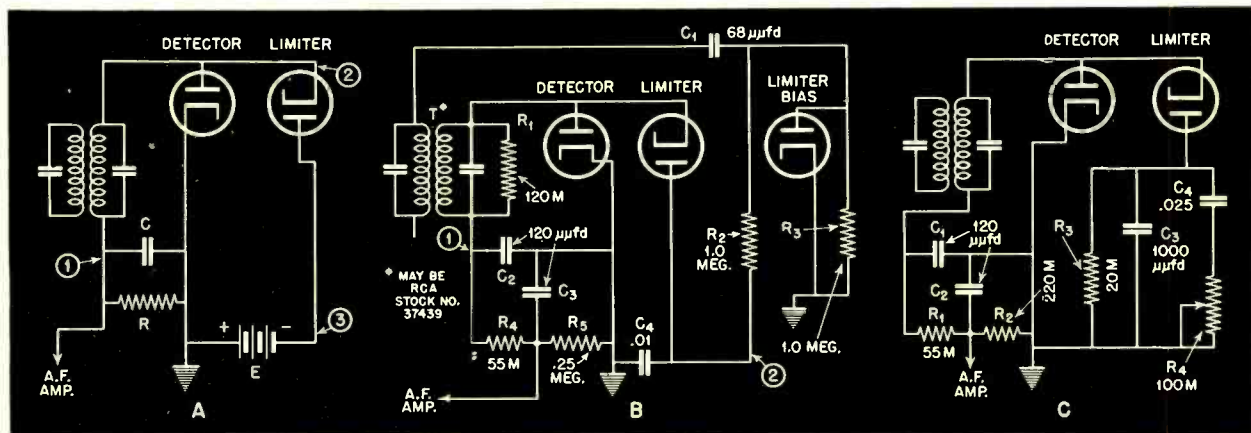 DETECTOR LIMITER
2
1
C
R
+ E -
3
A.F.
AMP.
A
C1 68 μμfd
DETECTOR LIMITER
LIMITER
BIAS
T*
R1
120 M
1
120 μμfd
C2
C3
* MAY BE
RCA
STOCK NO.
37439
R4
55 M
R5
.25
MEG.
C4
.01
R2
1.0
MEG.
R3
1.0 MEG.
2
A.F.
AMP.
B
DETECTOR LIMITER
C1
120
μμfd
C2
R1
55 M
R2
220 M
R3
20 M
C4
.025
C3
1000
μμfd
R4
100 M
A.F.
AMP.
C